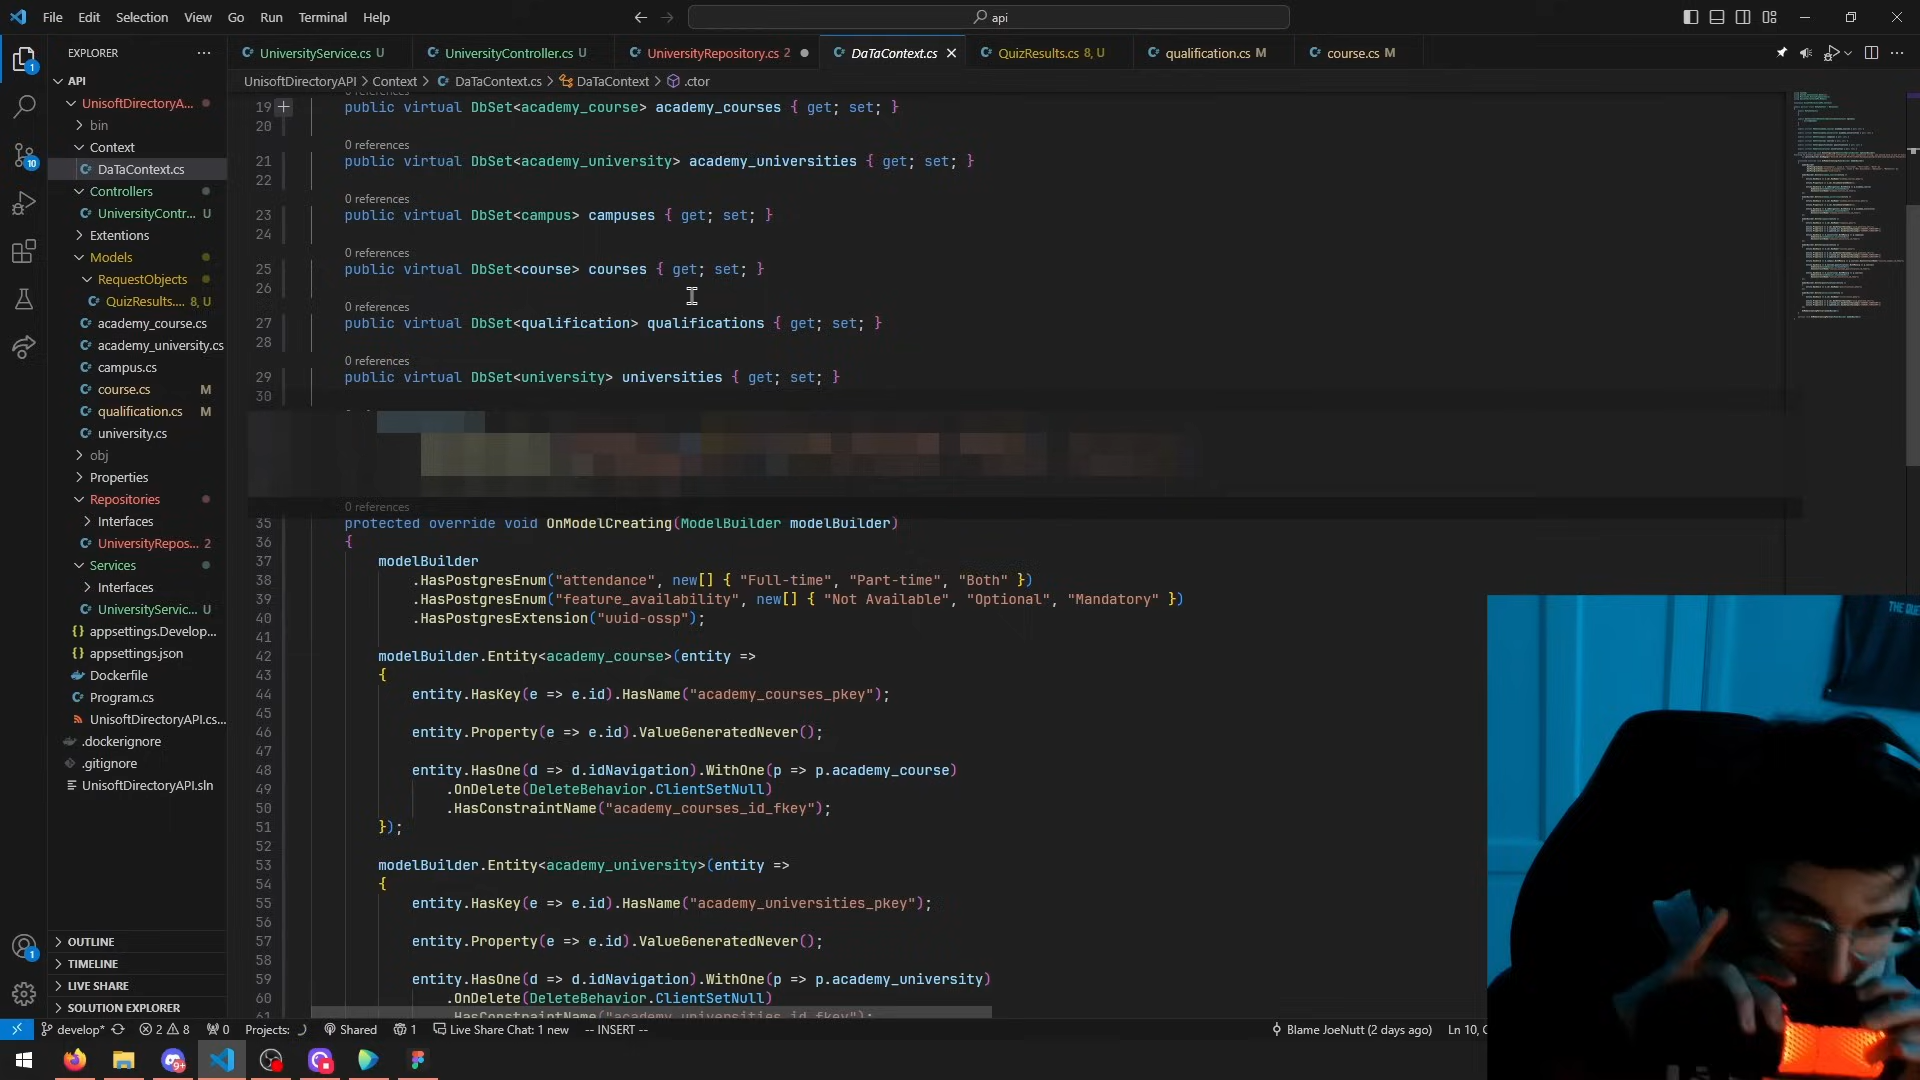 File Edit Selection View Go Run Terminal Help
api
EXPLORER
API
UnisoftDirectoryA...
bin
Context
DaTaContext.cs
Controllers
UniversityContr... U
Extentions
Models
RequestObjects
QuizResults.... 8, U
academy_course.cs
academy_university.cs
campus.cs
course.cs M
qualification.cs M
university.cs
obj
Properties
Repositories
Interfaces
UniversityRepos... 2
Services
Interfaces
UniversityServic... U
appsettings.Develop...
appsettings.json
Dockerfile
Program.cs
UnisoftDirectoryAPI.cs...
.dockerignore
.gitignore
UnisoftDirectoryAPI.sln
OUTLINE
TIMELINE
LIVE SHARE
SOLUTION EXPLORER
UniversityService.cs U
UniversityController.cs U
UniversityRepository.cs 2
DaTaContext.cs
QuizResults.cs 8, U
qualification.cs M
course.cs M
UnisoftDirectoryAPI > Context > DaTaContext.cs > DaTaContext > .ctor
19 public virtual DbSet<academy_course> academy_courses { get; set; }
20
0 references
21 public virtual DbSet<academy_university> academy_universities { get; set; }
22
0 references
23 public virtual DbSet<campus> campuses { get; set; }
24
0 references
25 public virtual DbSet<course> courses { get; set; }
26
0 references
27 public virtual DbSet<qualification> qualifications { get; set; }
28
0 references
29 public virtual DbSet<university> universities { get; set; }
30
0 references
35 protected override void OnModelCreating(ModelBuilder modelBuilder)
36 {
37 modelBuilder
38 .HasPostgresEnum("attendance", new[] { "Full-time", "Part-time", "Both" })
39 .HasPostgresEnum("feature_availability", new[] { "Not Available", "Optional", "Mandatory" })
40 .HasPostgresExtension("uuid-ossp");
41
42 modelBuilder.Entity<academy_course>(entity =>
43 {
44 entity.HasKey(e => e.id).HasName("academy_courses_pkey");
45
46 entity.Property(e => e.id).ValueGeneratedNever();
47
48 entity.HasOne(d => d.idNavigation).WithOne(p => p.academy_course)
49 .OnDelete(DeleteBehavior.ClientSetNull)
50 .HasConstraintName("academy_courses_id_fkey");
51 });
52
53 modelBuilder.Entity<academy_university>(entity =>
54 {
55 entity.HasKey(e => e.id).HasName("academy_universities_pkey");
56
57 entity.Property(e => e.id).ValueGeneratedNever();
58
59 entity.HasOne(d => d.idNavigation).WithOne(p => p.academy_university)
60 .OnDelete(DeleteBehavior.ClientSetNull)
61 .HasConstraintName("academy_universities_id_fkey");
develop* 2 8 0 Projects: Shared 1 Live Share Chat: 1 new -- INSERT -- Blame JoeNutt (2 days ago) Ln 10,